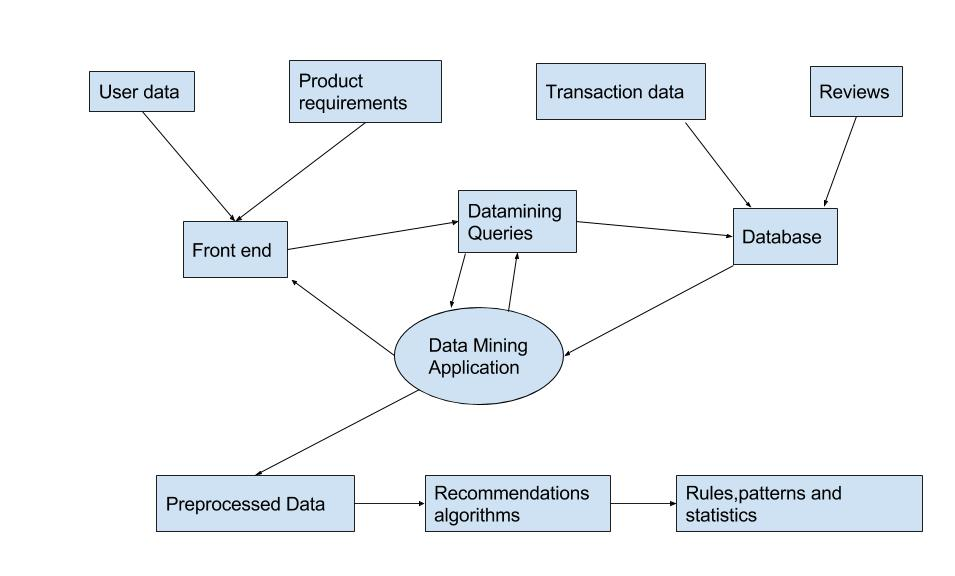 User data
Product
requirements
Transaction data
Reviews
Datamining
Queries
Front end
Database
Data Mining
Application
Preprocessed Data
Recommendations
algorithms
Rules,patterns and
statistics